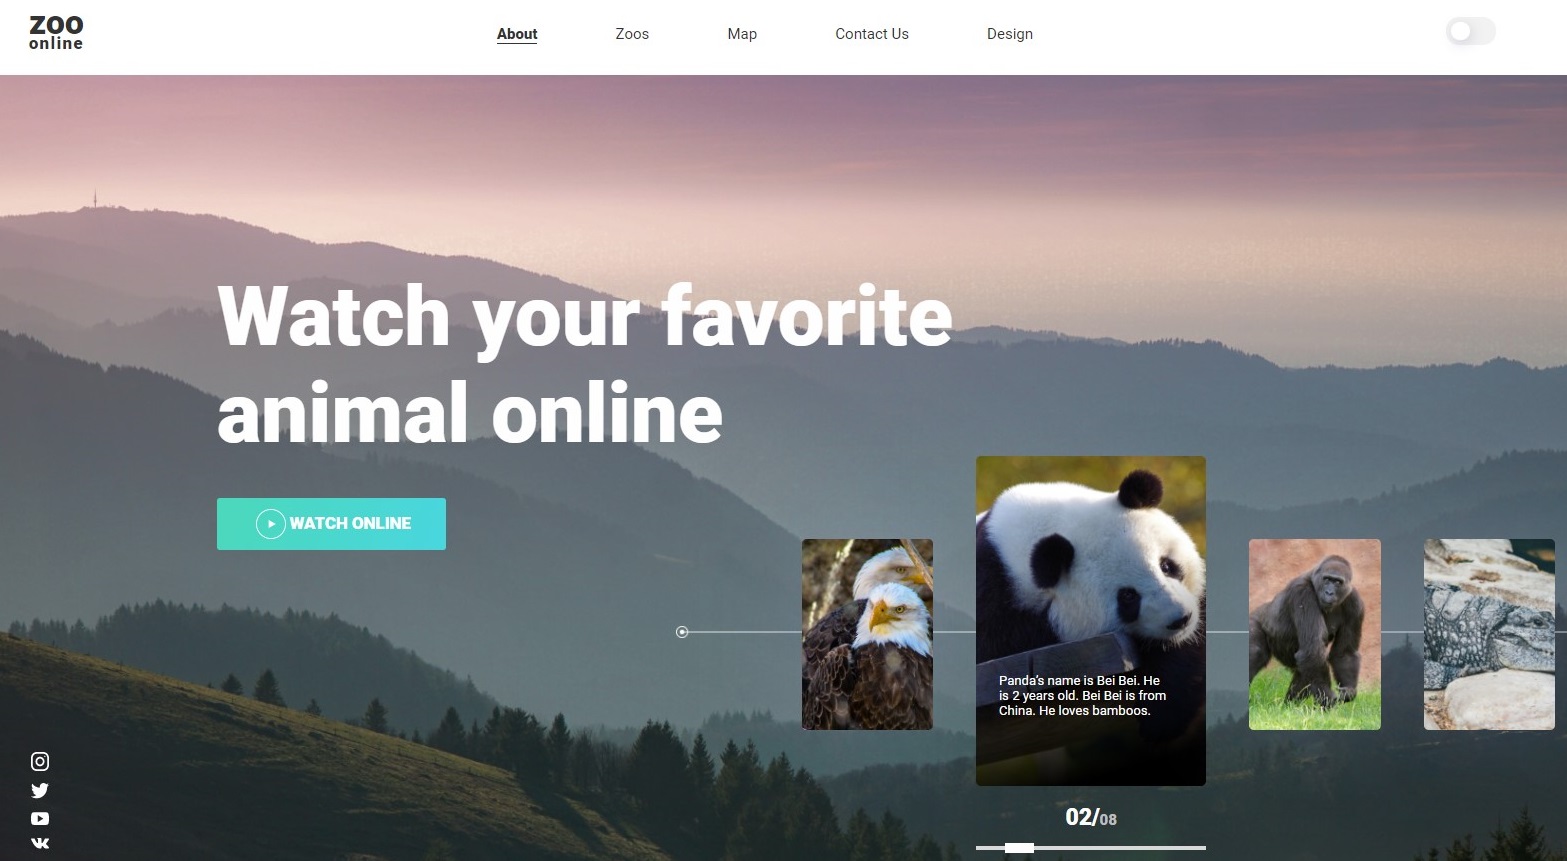 zoo
online
About
Zoos
Map
Contact Us
Design
Watch your favorite
animal online
WATCH ONLINE
Panda's name is Bei Bei. He
is 2 years old. Bei Bei is from
China. He loves bamboos.
02/08